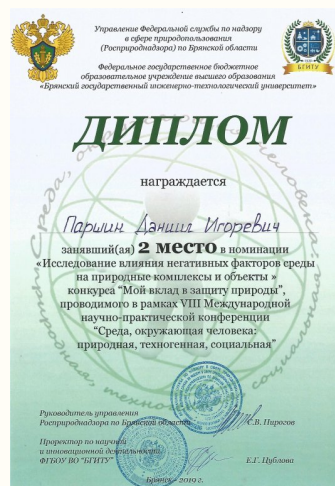 Управление Федеральной службы по надзору
в сфере природопользования
(Росприроднадзора) по Брянской области
Федеральное государственное бюджетное
образовательное учреждение высшего образования
«Брянский государственный инженерно-технологический университет»
БГИТУ
ДИПЛОМ
награждается
Паршин Даниил Игоревич
занявший(ая) 2 место в номинации
«Исследование влияния негативных факторов среды
на природные комплексы и объекты »
конкурса "Мой вклад в защиту природы",
проводимого в рамках VIII Международной
научно-практической конференции
"Среда, окружающая человека:
природная, техногенная, социальная"
Руководитель управления
Росприроднадзора по Брянской области
С.В. Пирогов
Проректор по научной
и инновационной деятельности
ФГБОУ ВО "БГИТУ"
Е.Г. Цублова
Брянск - 2019 г.